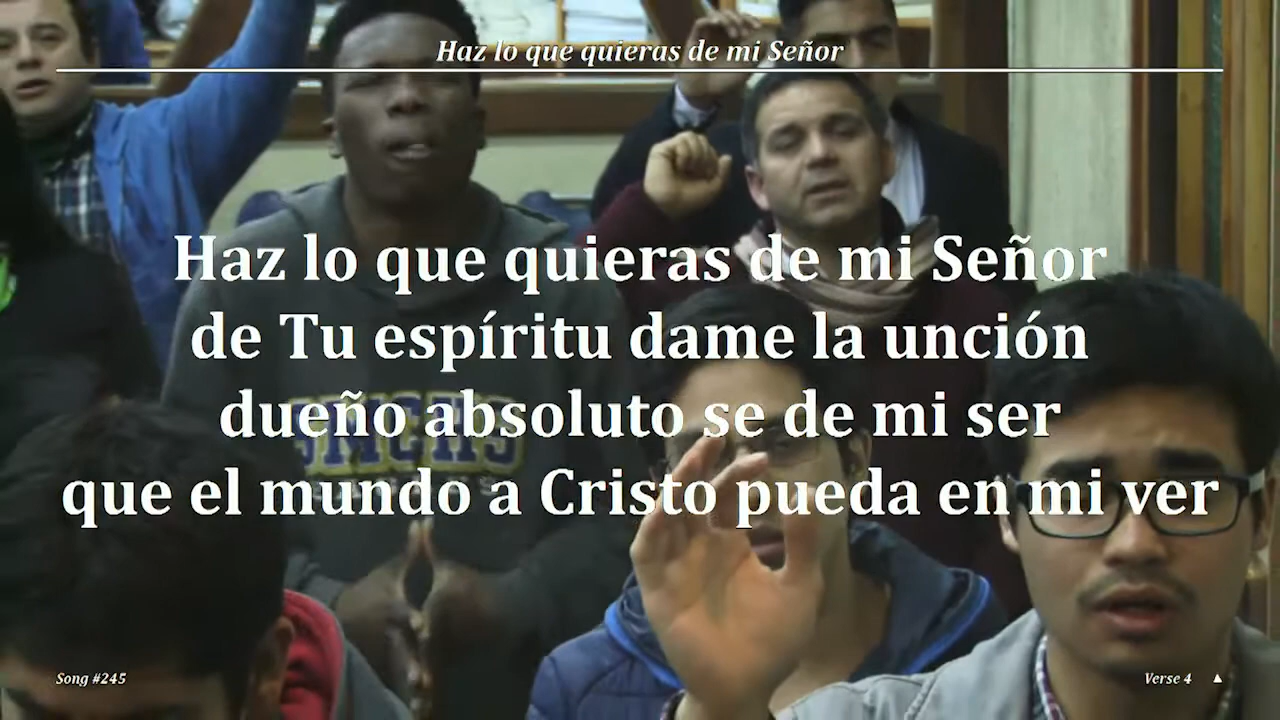 Haz lo que quieras de mi Señor
Haz lo que quieras de mi Señor
de Tu espíritu dame la unción
dueño absoluto se de mi ser
que el mundo a Cristo pueda en mi ver
Song #245
Verse 4 ▲